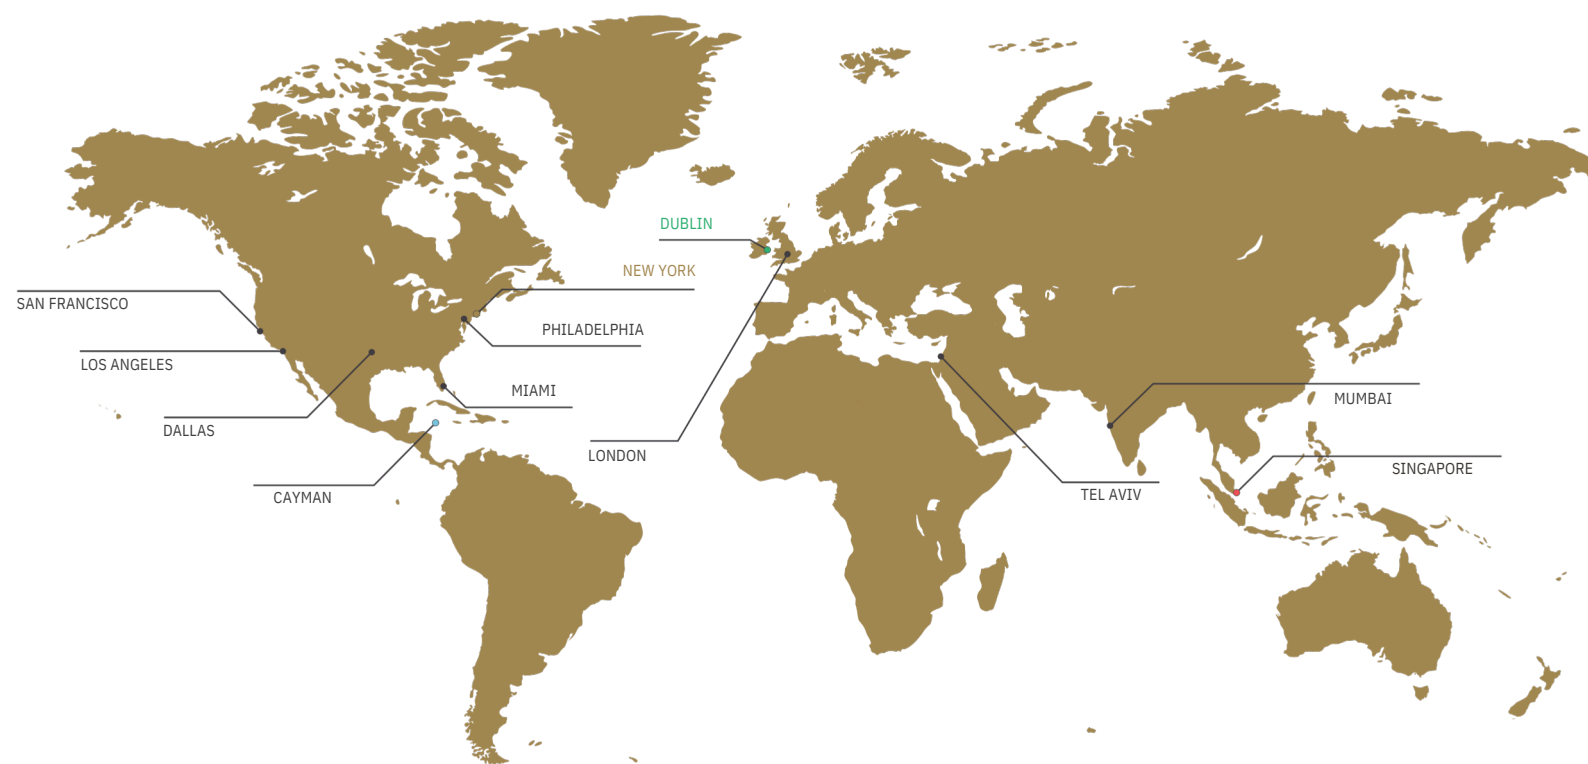 DUBLIN
NEW YORK
SAN FRANCISCO
PHILADELPHIA
LOS ANGELES
MIAMI
MUMBAI
DALLAS
LONDON
SINGAPORE
CAYMAN
TEL AVIV